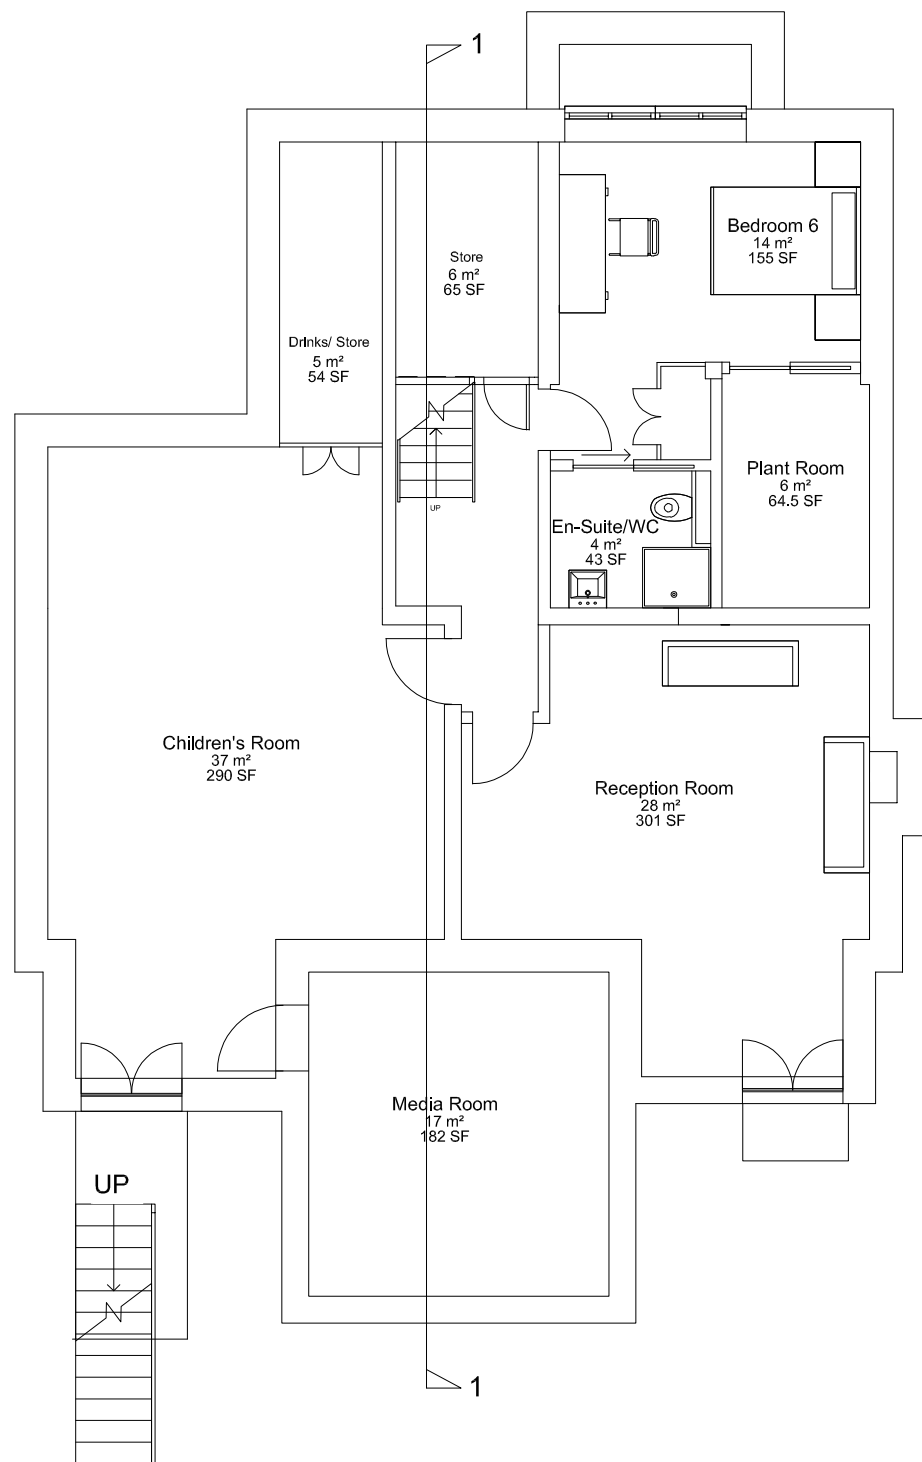 1
Bedroom 6
14 m²
155 SF
Store
6 m²
65 SF
Drinks/ Store
5 m²
54 SF
Plant Room
6 m²
64.5 SF
UP
En-Suite/WC
4 m²
43 SF
Children's Room
37 m²
290 SF
Reception Room
28 m²
301 SF
Media Room
17 m²
182 SF
UP
1